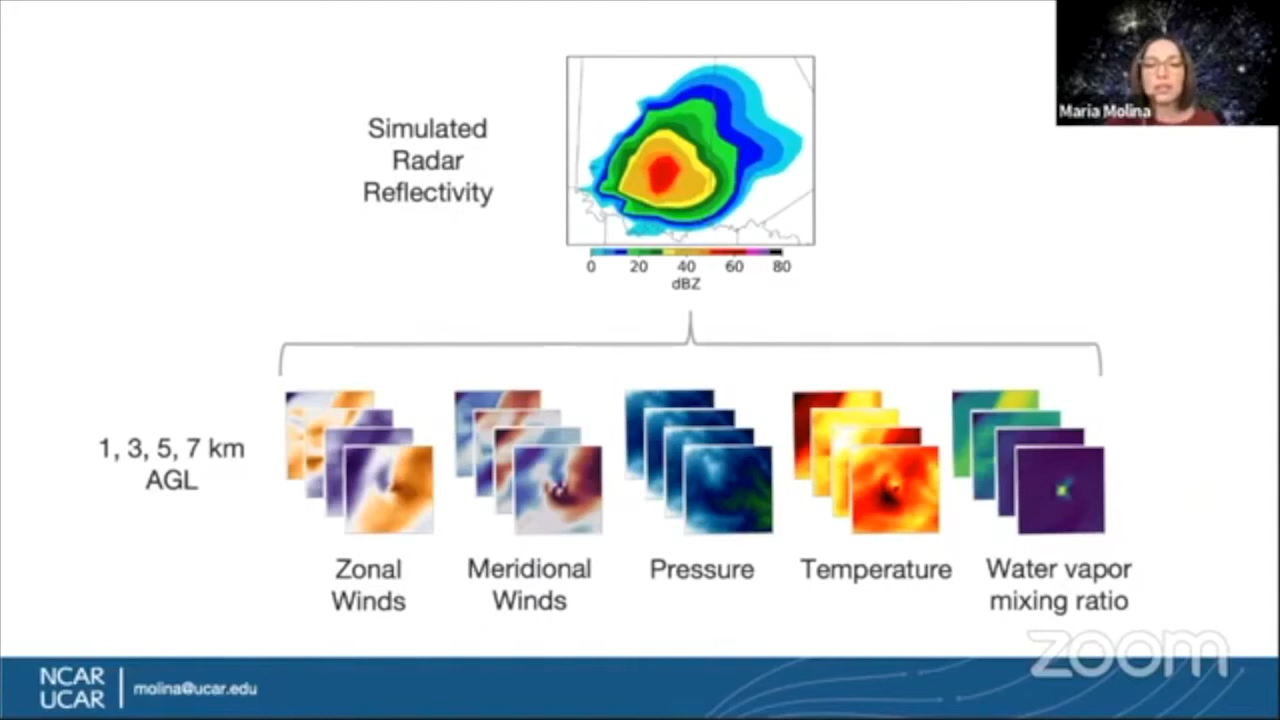 Maria Molina
Simulated
Radar
Reflectivity
0 20 40 60 80
dBZ
1, 3, 5, 7 km
AGL
Zonal
Winds
Meridional
Winds
Pressure
Temperature
Water vapor
mixing ratio
zoom
NCAR
UCAR
molina@ucar.edu